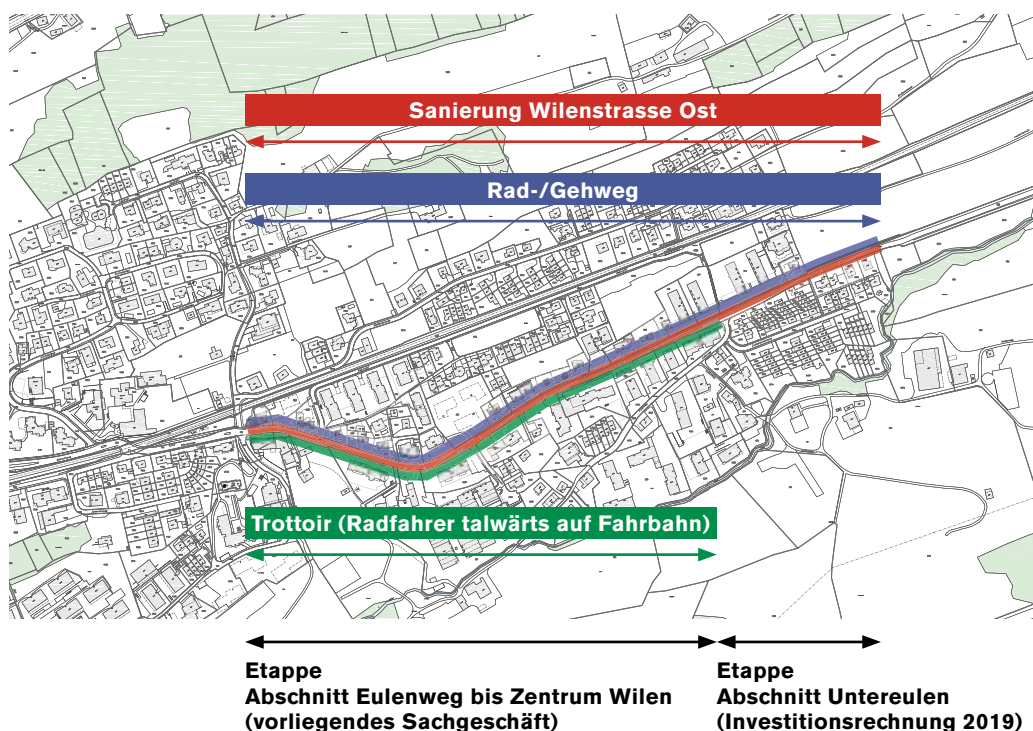 Sanierung Wilenstrasse Ost
Rad-/Gehweg
Trottoir (Radfahrer talwärts auf Fahrbahn)
Etappe
Abschnitt Eulenweg bis Zentrum Wilen
(vorliegendes Sachgeschäft)
Etappe
Abschnitt Untereulen
(Investitionsrechnung 2019)